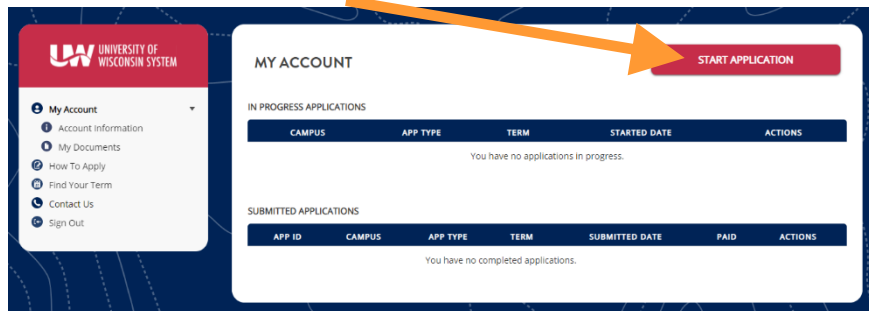 UW UNIVERSITY OF
WISCONSIN SYSTEM
My Account
Account Information
My Documents
How To Apply
Find Your Term
Contact Us
Sign Out
MY ACCOUNT
START APPLICATION
IN PROGRESS APPLICATIONS
CAMPUS APP TYPE TERM STARTED DATE ACTIONS
You have no applications in progress.
SUBMITTED APPLICATIONS
APP ID CAMPUS APP TYPE TERM SUBMITTED DATE PAID ACTIONS
You have no completed applications.